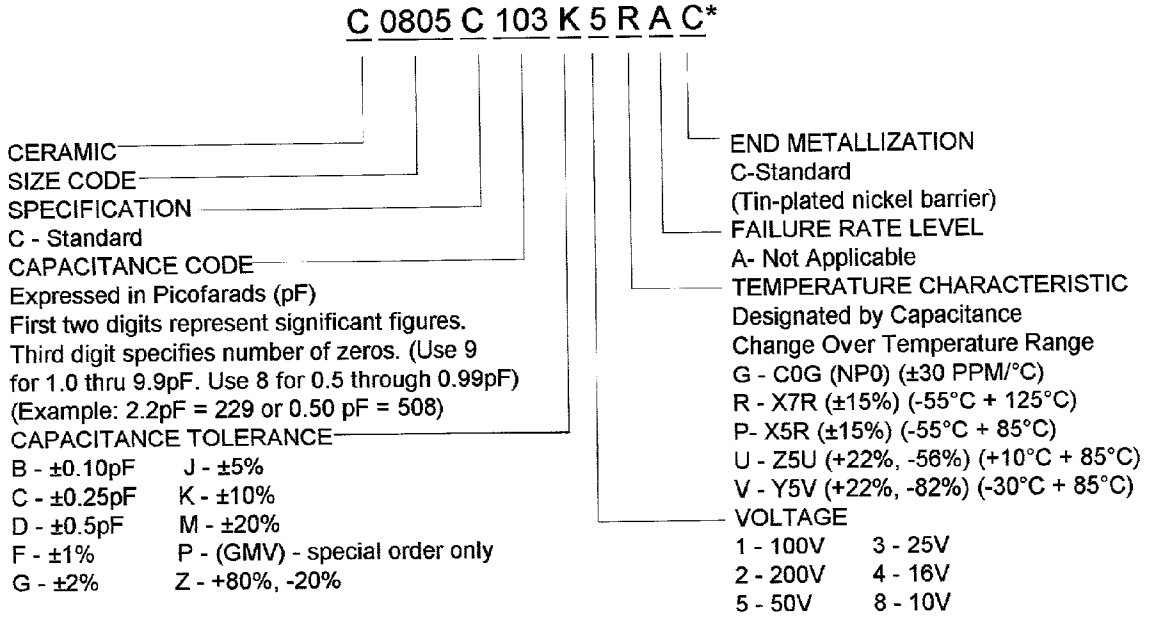 C 0805 C 103 K 5 R A C*
CERAMIC
SIZE CODE
SPECIFICATION
C - Standard
CAPACITANCE CODE
Expressed in Picofarads (pF)
First two digits represent significant figures.
Third digit specifies number of zeros. (Use 9
for 1.0 thru 9.9pF. Use 8 for 0.5 through 0.99pF)
(Example: 2.2pF = 229 or 0.50 pF = 508)
CAPACITANCE TOLERANCE
B - ±0.10pF J - ±5%
C - ±0.25pF K - ±10%
D - ±0.5pF M - ±20%
F - ±1% P - (GMV) - special order only
G - ±2% Z - +80%, -20%
END METALLIZATION
C-Standard
(Tin-plated nickel barrier)
FAILURE RATE LEVEL
A- Not Applicable
TEMPERATURE CHARACTERISTIC
Designated by Capacitance
Change Over Temperature Range
G - C0G (NP0) (±30 PPM/°C)
R - X7R (±15%) (-55°C + 125°C)
P- X5R (±15%) (-55°C + 85°C)
U - Z5U (+22%, -56%) (+10°C + 85°C)
V - Y5V (+22%, -82%) (-30°C + 85°C)
VOLTAGE
1 - 100V 3 - 25V
2 - 200V 4 - 16V
5 - 50V 8 - 10V